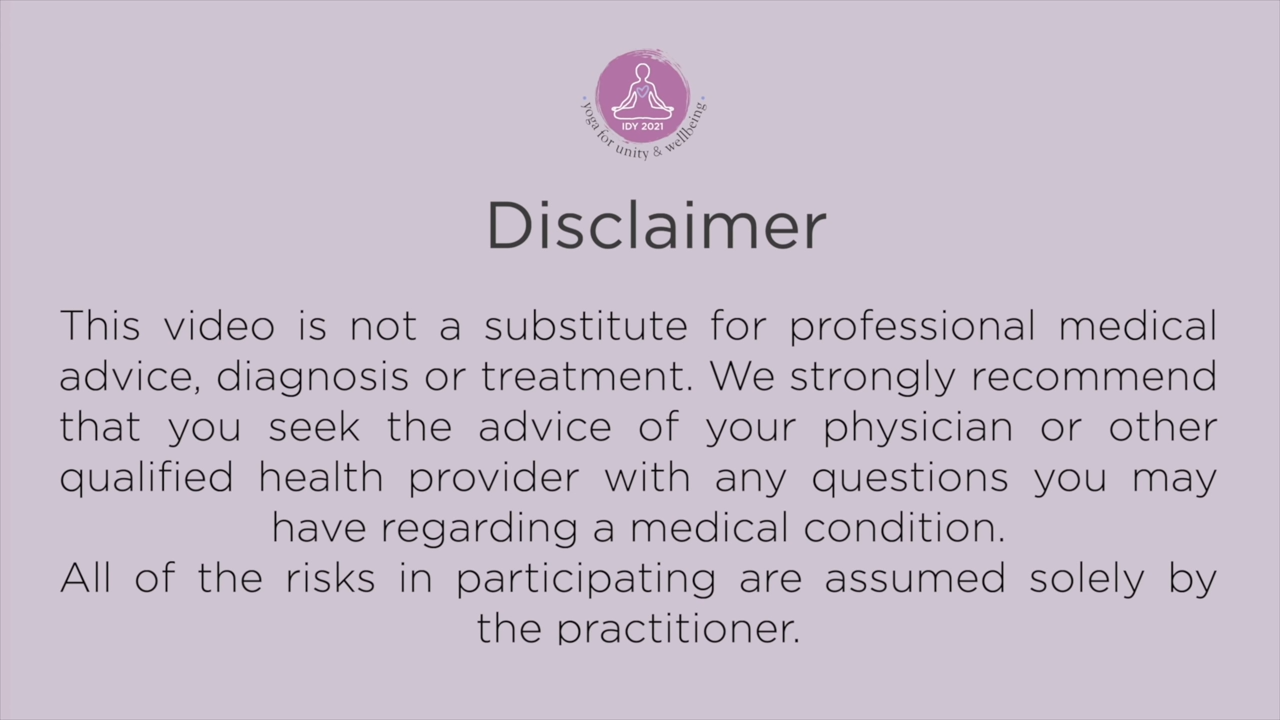 IDY 2021
• yoga for unity & wellbeing •
Disclaimer
This video is not a substitute for professional medical
advice, diagnosis or treatment. We strongly recommend
that you seek the advice of your physician or other
qualified health provider with any questions you may
have regarding a medical condition.
All of the risks in participating are assumed solely by
the practitioner.